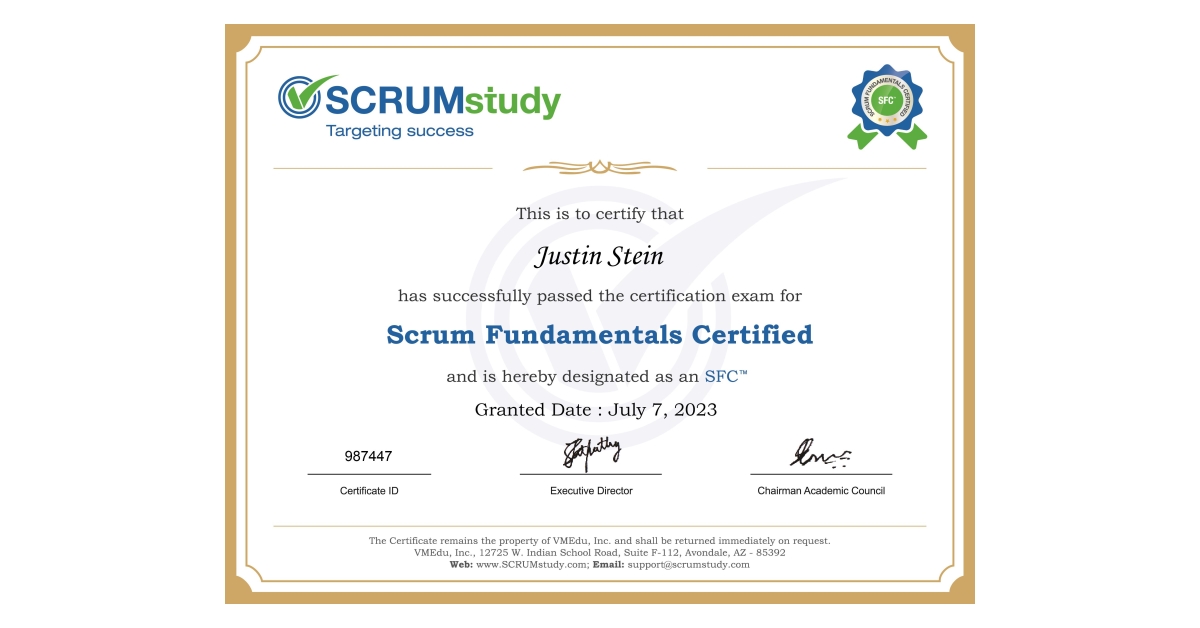 SCRUMstudy
Targeting success
SCRUM FUNDAMENTALS CERTIFIED
SFC
This is to certify that
Justin Stein
has successfully passed the certification exam for
Scrum Fundamentals Certified
and is hereby designated as an SFC™
Granted Date : July 7, 2023
987447
Certificate ID
Executive Director
Chairman Academic Council
The Certificate remains the property of VMEdu, Inc. and shall be returned immediately on request.
VMEdu, Inc., 12725 W. Indian School Road, Suite F-112, Avondale, AZ - 85392
Web: www.SCRUMstudy.com; Email: support@scrumstudy.com